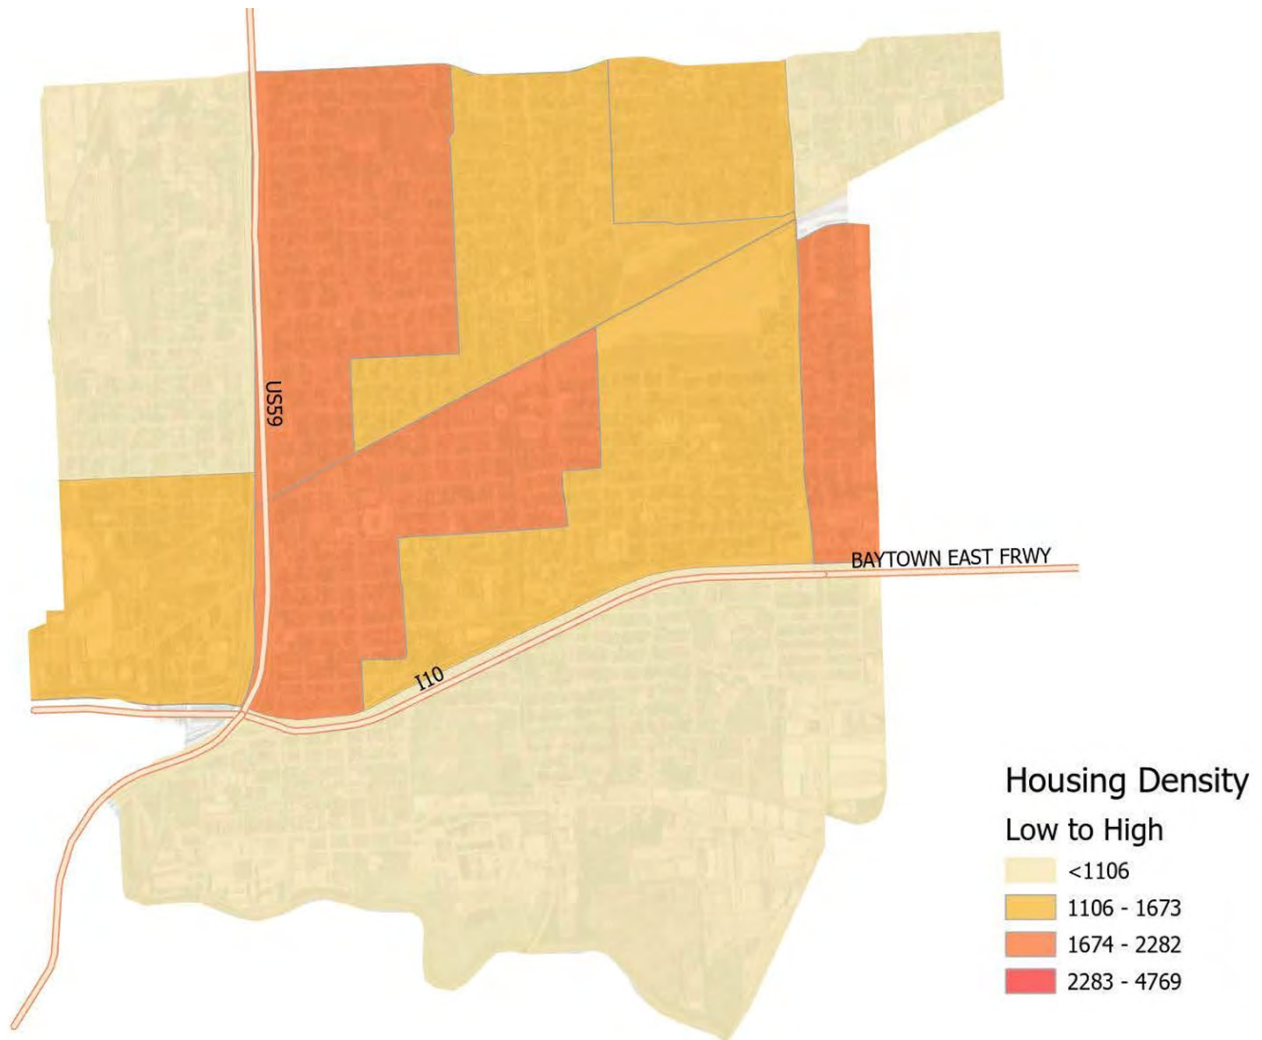 US59
BAYTOWN EAST FRWY
I10
Housing Density
Low to High
<1106
1106 - 1673
1674 - 2282
2283 - 4769